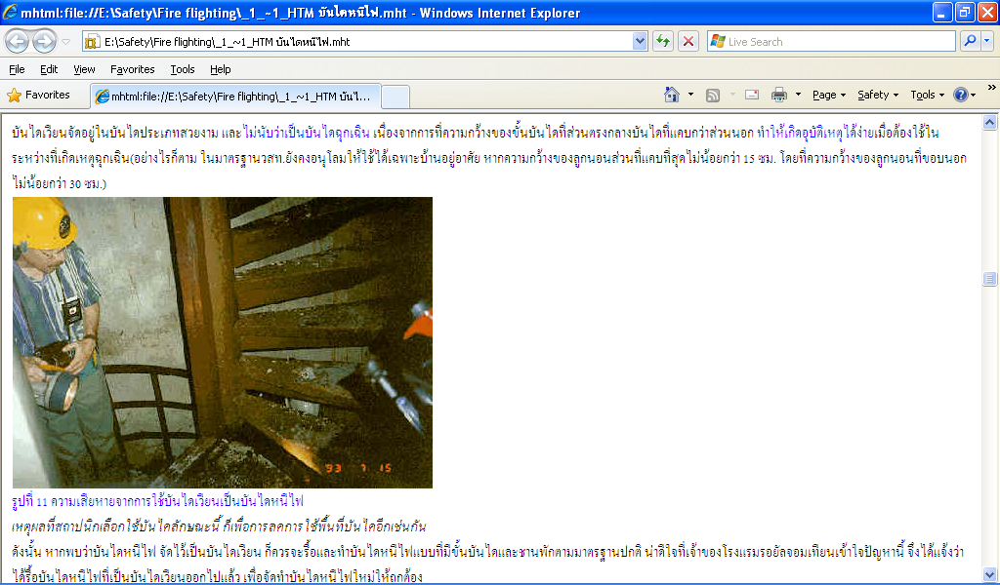 mhtml:file://E:\Safety\Fire flighting\_1_~1_HTM บันไดหนีไฟ.mht - Windows Internet Explorer
E:\Safety\Fire flighting\_1_~1_HTM บันไดหนีไฟ.mht
Live Search
File Edit View Favorites Tools Help
Favorites
mhtml:file://E:\Safety\Fire flighting\_1_~1_HTM บันไ...
Page Safety Tools
บันไดเวียนจัดอยู่ในบันไดประเภทสวยงาม และไม่นับว่าเป็นบันไดฉุกเฉิน เนื่องจากการที่ความกว้างของขั้นบันไดที่ส่วนตรงกลางบันไดที่แคบกว่าส่วนนอก ทำให้เกิดอุบัติเหตุได้ง่ายเมื่อต้องใช้ใน
ระหว่างที่เกิดเหตุฉุกเฉิน(อย่างไรก็ตาม ในมาตรฐานวสท.ยังคงอนุโลมให้ใช้ได้เฉพาะบ้านอยู่อาศัย หากความกว้างของลูกนอนส่วนที่แคบที่สุดไม่น้อยกว่า 15 ซม. โดยที่ความกว้างของลูกนอนที่ขอบนอก
ไม่น้อยกว่า 30 ซม.)
93 7 15
รูปที่ 11 ความเสียหายจากการใช้บันไดเวียนเป็นบันไดหนีไฟ
เหตุผลที่สถาปนิกเลือกใช้บันไดลักษณะนี้ ก็เพื่อการลดการใช้พื้นที่บันไดอีกเช่นกัน
ดังนั้น หากพบว่าบันไดหนีไฟ จัดไว้เป็นบันไดเวียน ก็ควรจะรื้อและทำบันไดหนีไฟแบบที่มีขั้นบันไดและชานพักตามมาตรฐานปกติ น่าดีใจที่เจ้าของโรงแรมรอยัลจอมเทียนเข้าใจปัญหานี้ จึงได้แจ้งว่า
ได้รื้อบันไดหนีไฟที่เป็นบันไดเวียนออกไปแล้ว เพื่อจัดทำบันไดหนีไฟใหม่ให้ถูกต้อง